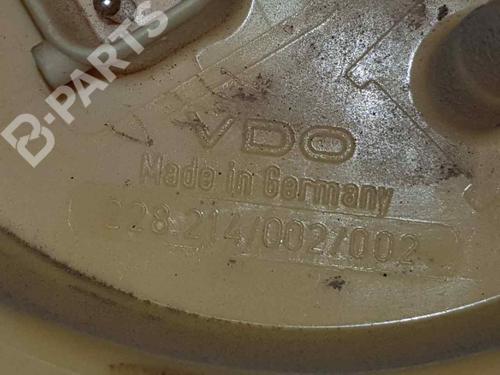 B-PARTS
VDO
Made in Germany
228-214/002/002